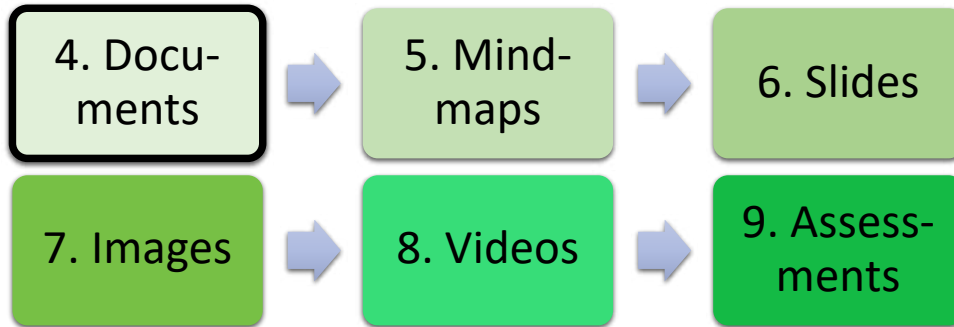 4. Docu-
ments
5. Mind-
maps
6. Slides
7. Images
8. Videos
9. Assess-
ments